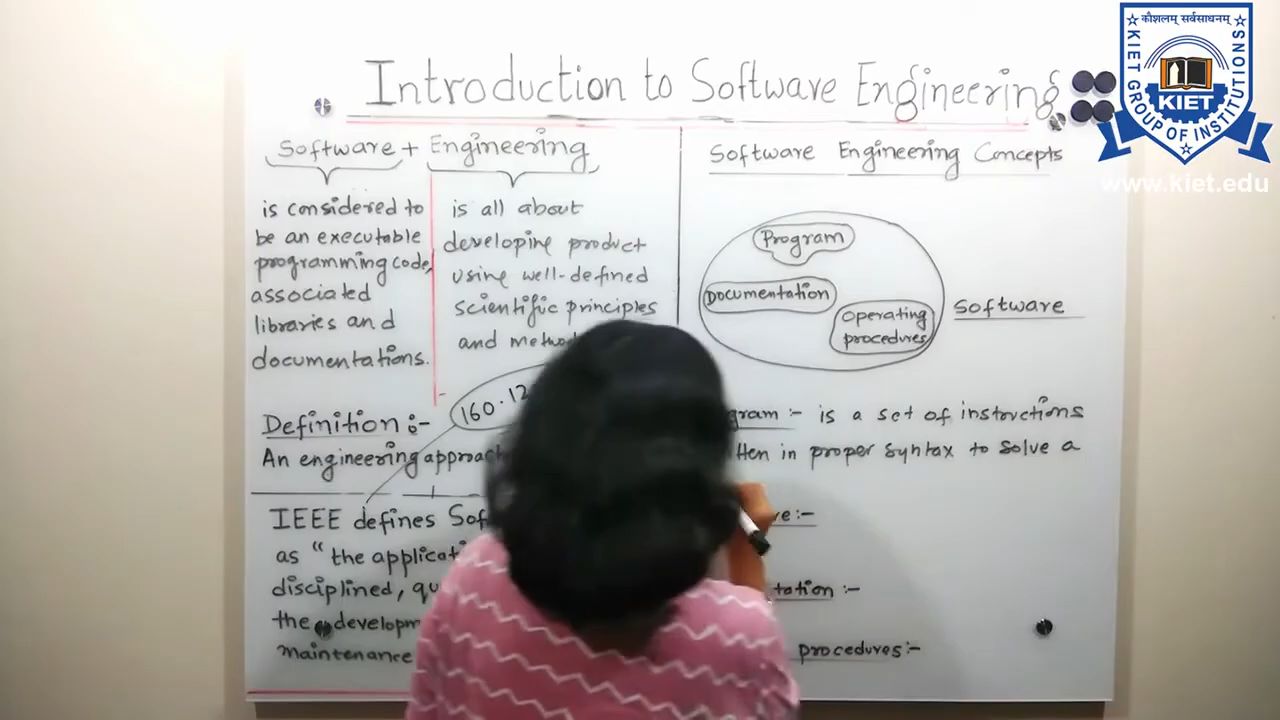 Introduction to Software Engineering
Software + Engineering
is considered to
be an executable
programming code,
associated
libraries and
documentations.
is all about
developing product
using well-defined
scientific principles
and
160.12
Definition :-
An engineering
IEEE defines
as "the
disciplined,
the
maintenance
Software Engineering Concepts
Program
Documentation
Operating
procedures
Software
:- is a set of instructions
in proper syntax to solve a
:-
:-
procedures:-
कौशलम् सर्वसाधनम्
KIET GROUP OF INSTITUTIONS
KIET
www.kiet.edu